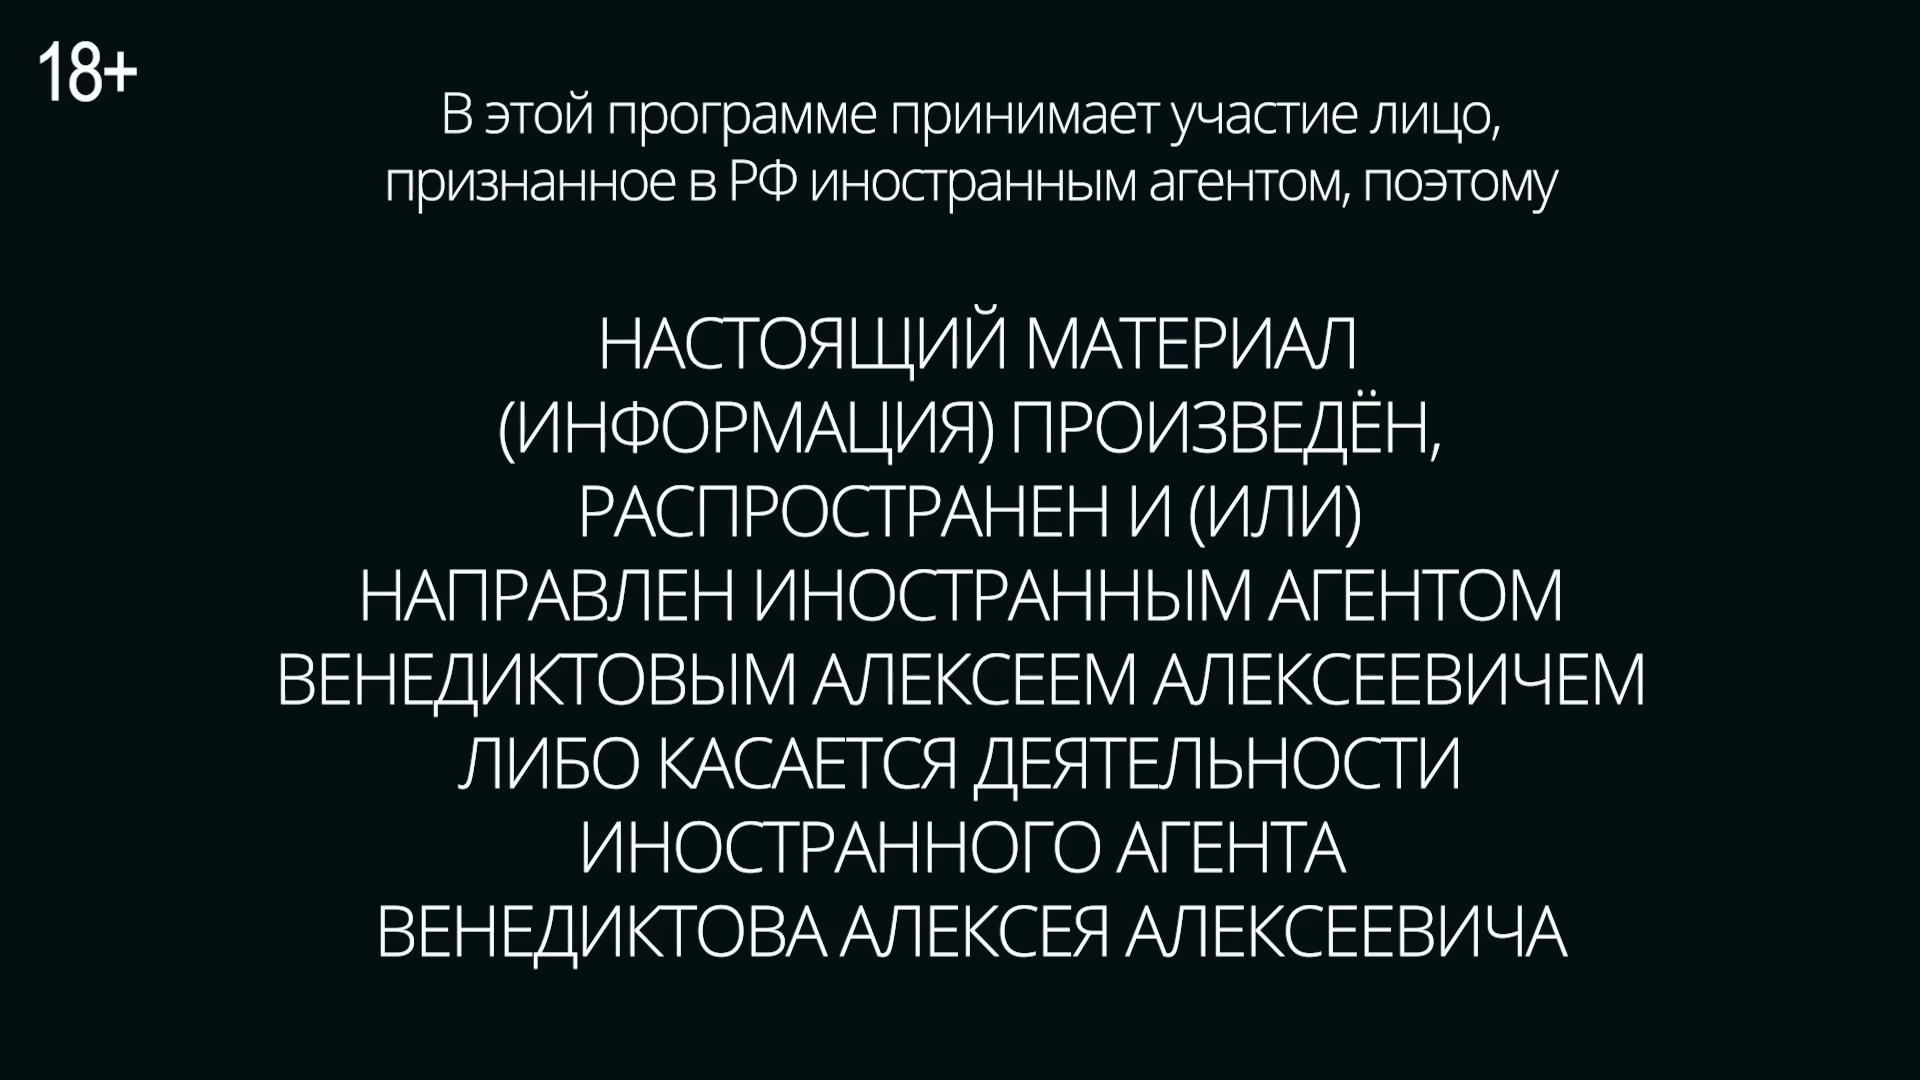 18+
В этой программе принимает участие лицо,
признанное в РФ иностранным агентом, поэтому
НАСТОЯЩИЙ МАТЕРИАЛ
(ИНФОРМАЦИЯ) ПРОИЗВЕДЁН,
РАСПРОСТРАНЕН И (ИЛИ)
НАПРАВЛЕН ИНОСТРАННЫМ АГЕНТОМ
ВЕНЕДИКТОВЫМ АЛЕКСЕЕМ АЛЕКСЕЕВИЧЕМ
ЛИБО КАСАЕТСЯ ДЕЯТЕЛЬНОСТИ
ИНОСТРАННОГО АГЕНТА
ВЕНЕДИКТОВА АЛЕКСЕЯ АЛЕКСЕЕВИЧА